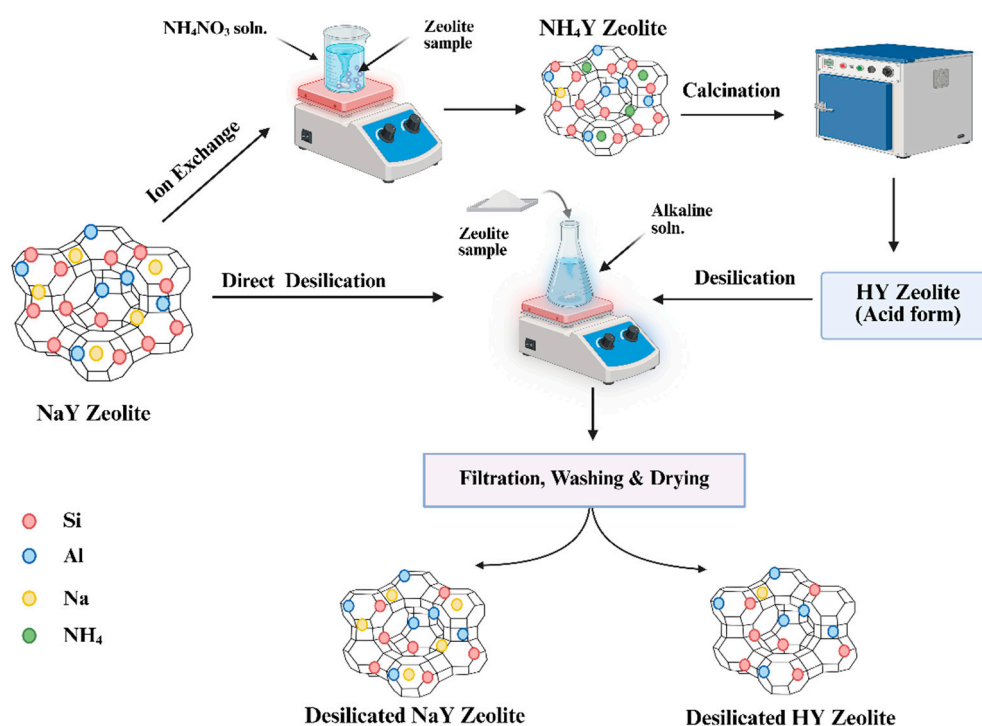 NH₄NO₃ soln.
Zeolite
sample
NH₄Y Zeolite
Calcination
Ion Exchange
Zeolite
sample
Alkaline
soln.
Direct Desilication
Desilication
HY Zeolite
(Acid form)
NaY Zeolite
Filtration, Washing & Drying
Si
Al
Na
NH₄
Desilicated NaY Zeolite
Desilicated HY Zeolite